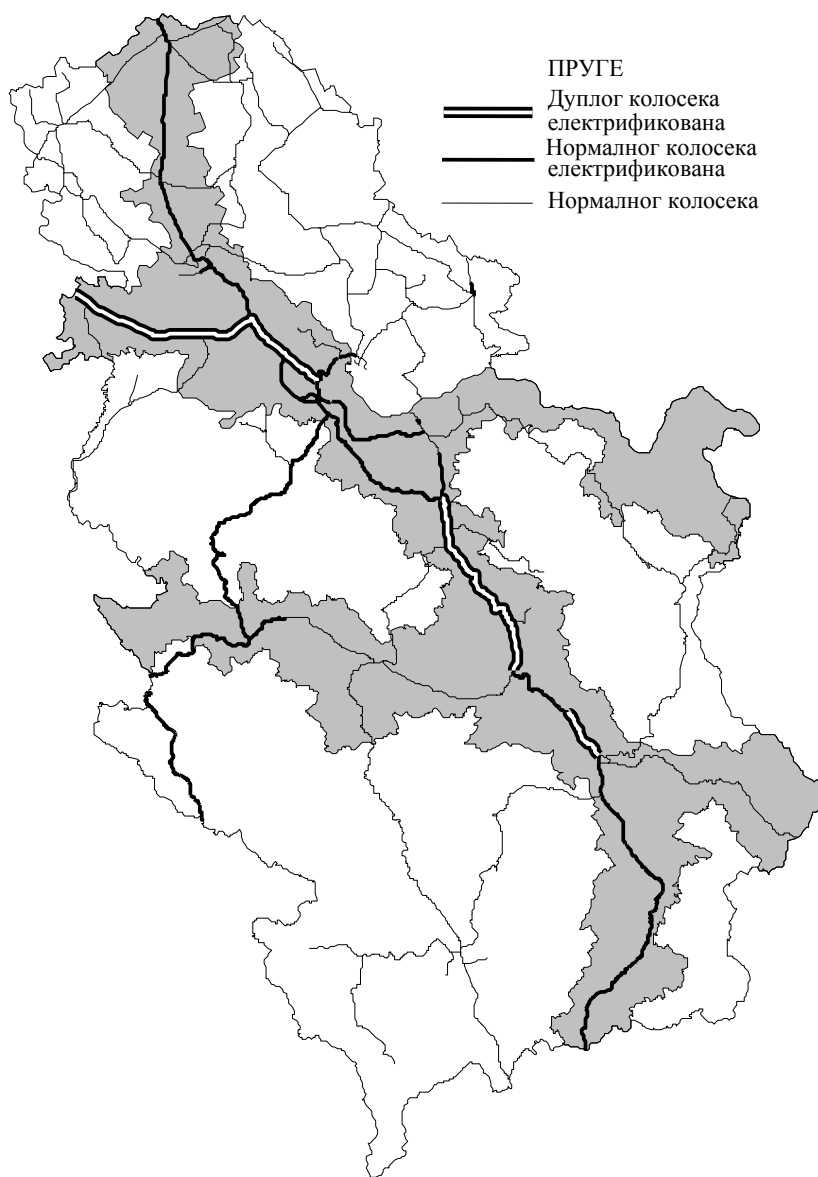 ПРУГЕ
Дуплог колосека
електрификована
Нормалног колосека
електрификована
Нормалног колосека